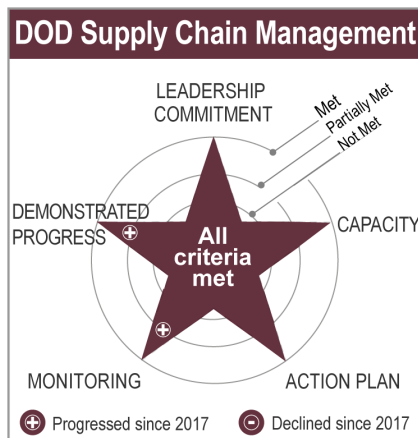 DOD Supply Chain Management
LEADERSHIP
COMMITMENT
Met
Partially Met
Not Met
DEMONSTRATED
PROGRESS
All
criteria
met
CAPACITY
MONITORING
ACTION PLAN
Progressed since 2017
Declined since 2017